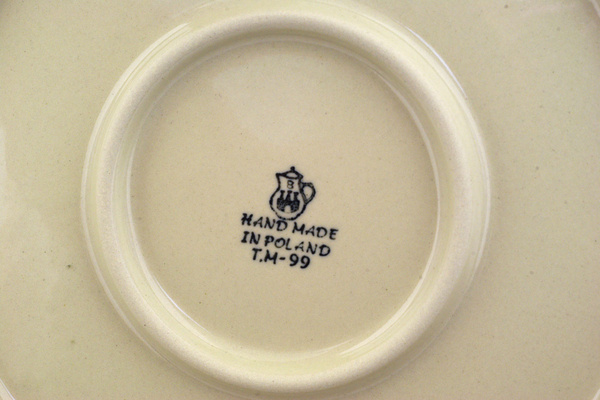 B
HAND MADE
IN POLAND
T.M-99